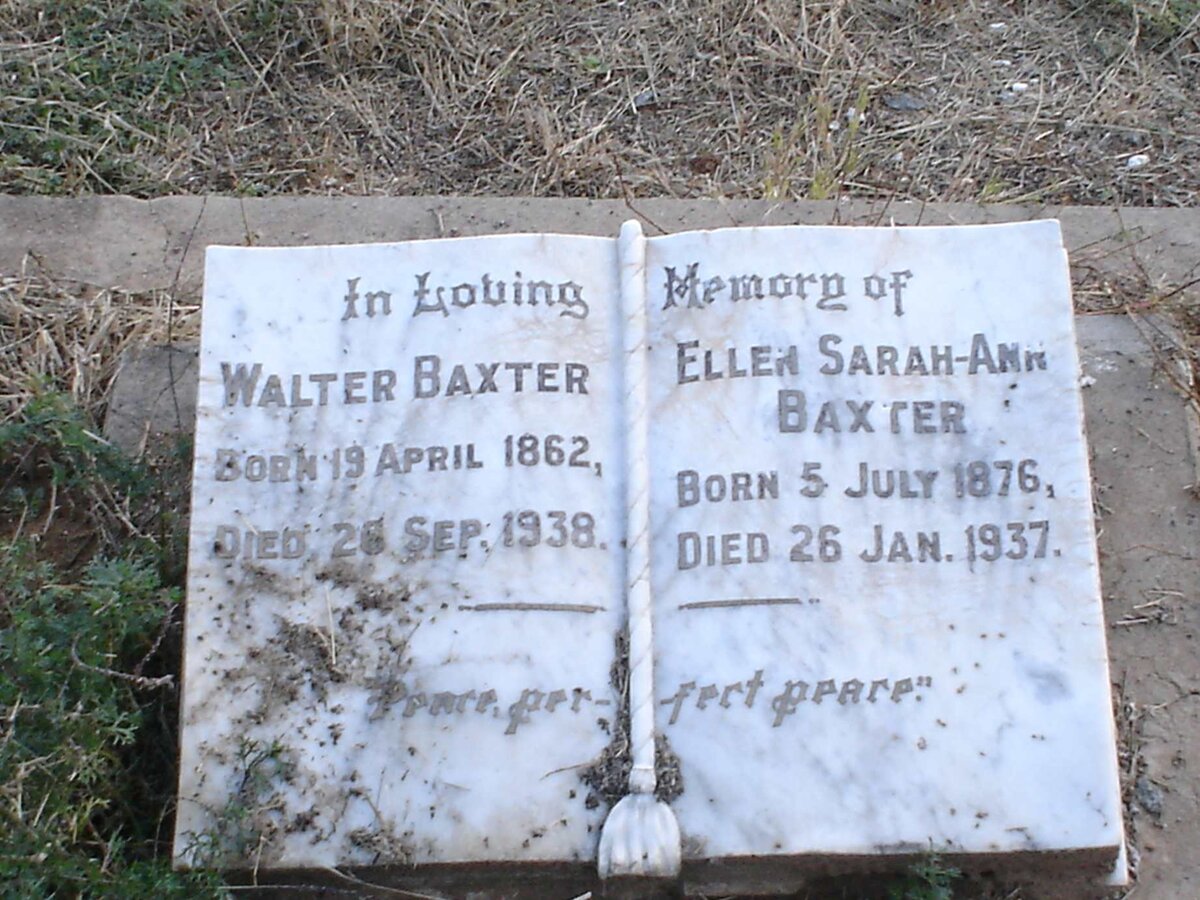 In Loving Memory of
WALTER BAXTER
BORN 19 APRIL 1862,
DIED 26 SEP. 1938.
ELLEN SARAH-ANN
BAXTER
BORN 5 JULY 1876,
DIED 26 JAN. 1937.
"Peace, per-fect peace."